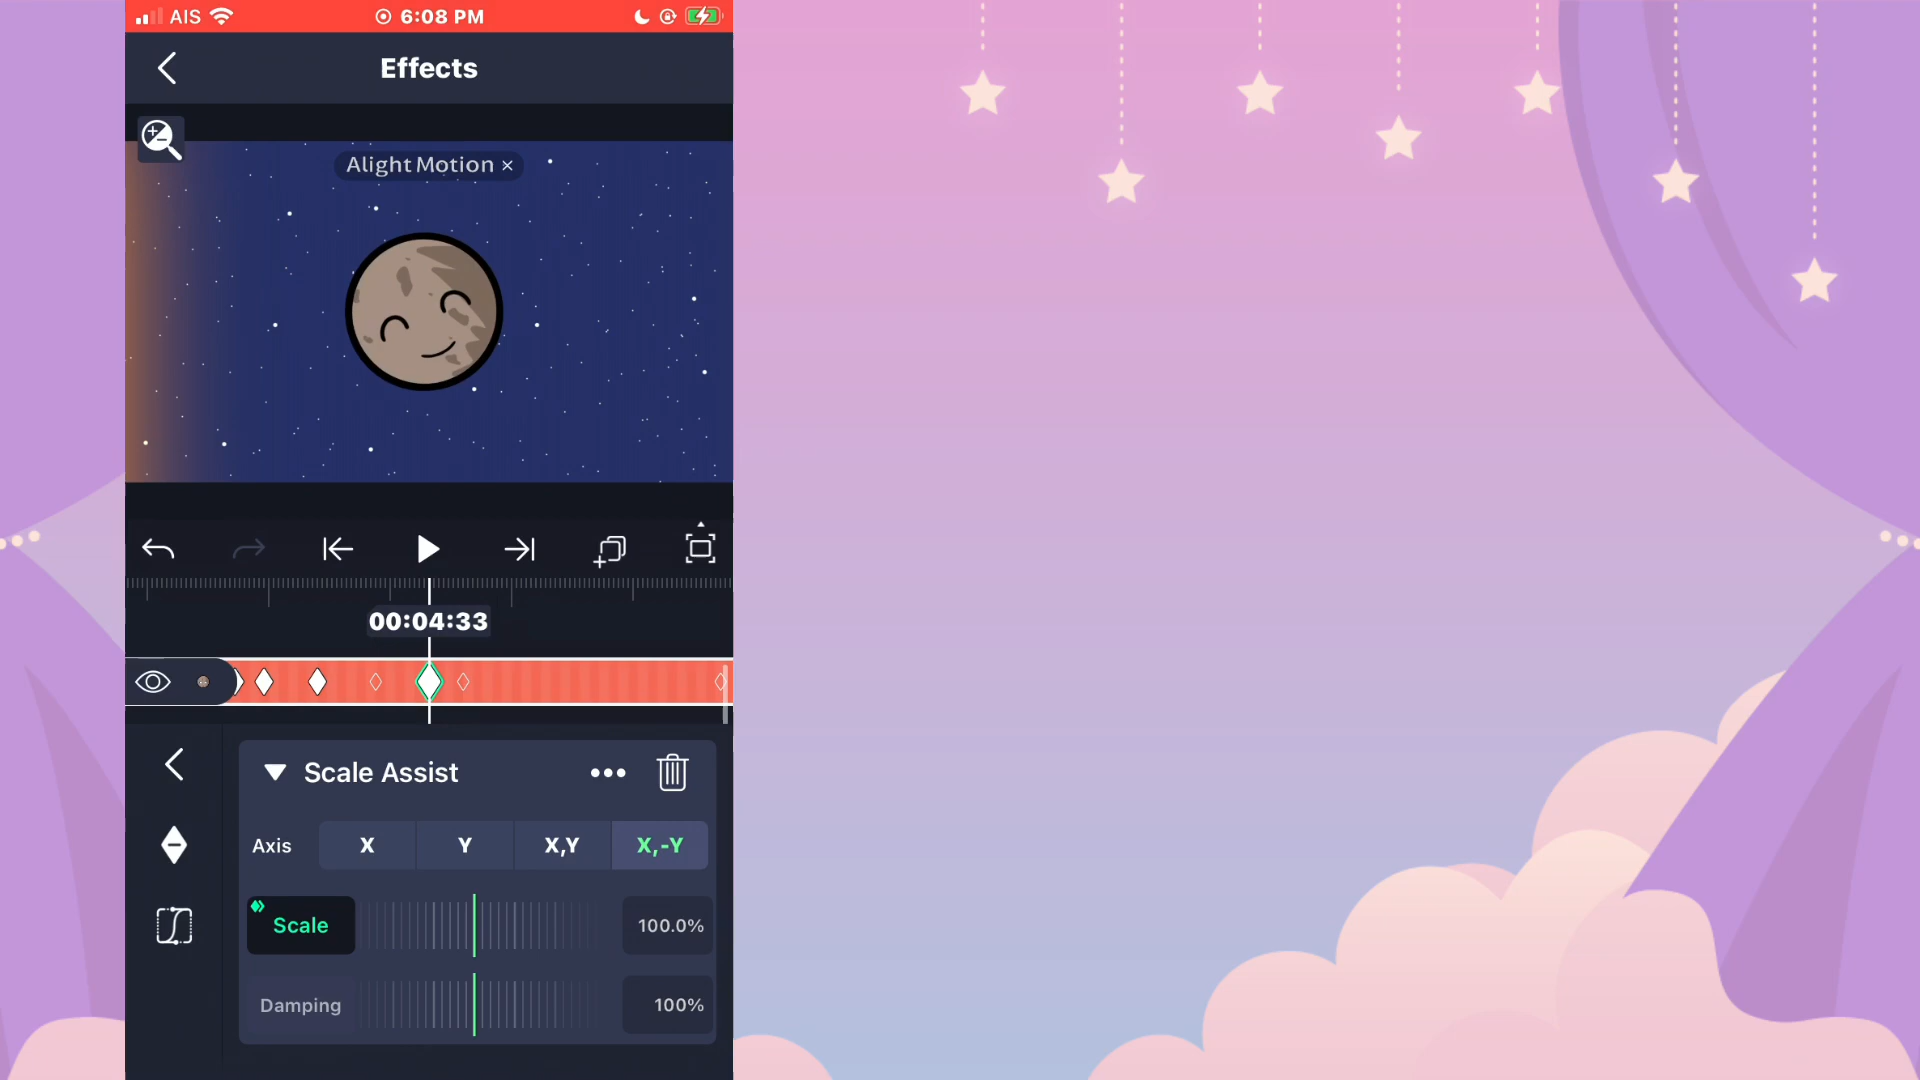 AIS 6:08 PM
Effects
Alight Motion ×
00:04:33
Scale Assist
Axis X Y X,Y X,-Y
Scale 100.0%
Damping 100%